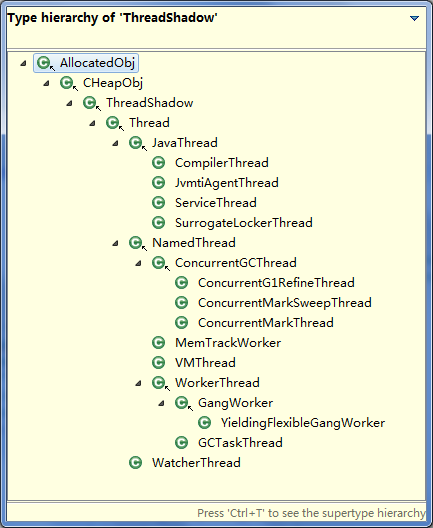 Type hierarchy of 'ThreadShadow'
AllocatedObj
CHeapObj
ThreadShadow
Thread
JavaThread
CompilerThread
JvmtiAgentThread
ServiceThread
SurrogateLockerThread
NamedThread
ConcurrentGCThread
ConcurrentG1RefineThread
ConcurrentMarkSweepThread
ConcurrentMarkThread
MemTrackWorker
VMThread
WorkerThread
GangWorker
YieldingFlexibleGangWorker
GCTaskThread
WatcherThread
Press 'Ctrl+T' to see the supertype hierarchy